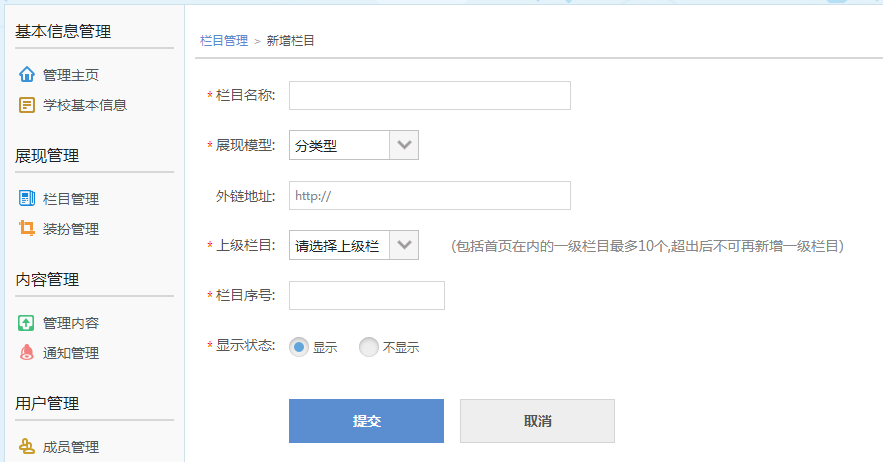 基本信息管理
管理主页
学校基本信息
展现管理
栏目管理
装扮管理
内容管理
管理内容
通知管理
用户管理
成员管理
栏目管理 > 新增栏目
* 栏目名称:
* 展现模型: 分类型
外链地址: http://
* 上级栏目: 请选择上级栏 (包括首页在内的一级栏目最多10个,超出后不可再新增一级栏目)
* 栏目序号:
* 显示状态: 显示 不显示
提交 取消